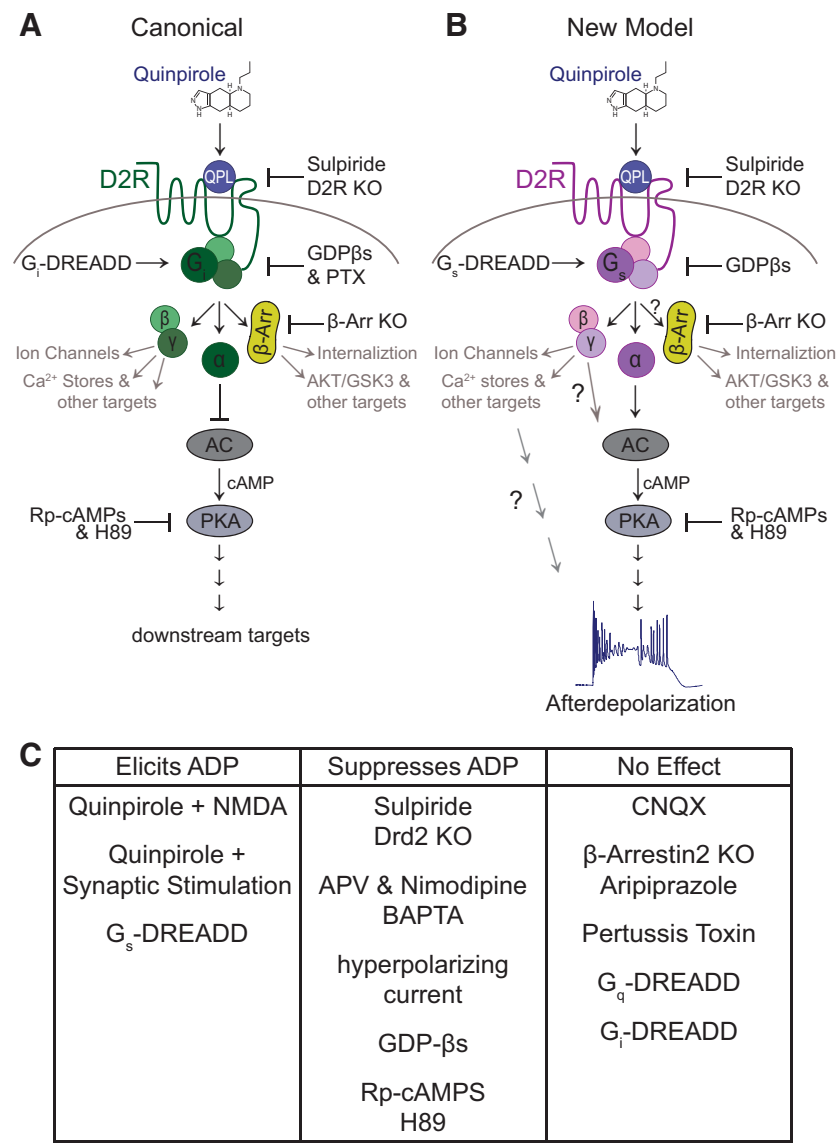 A Canonical
Quinpirole
N
H
H
N
N
H
D2R
QPL
Sulpiride
D2R KO
Gi-DREADD
Gi
GDPβs
& PTX
β
γ
α
β-Arr
β-Arr KO
Ion Channels
Ca2+ Stores &
other targets
Internaliztion
AKT/GSK3 &
other targets
AC
cAMP
Rp-cAMPs
& H89
PKA
downstream targets
B New Model
Quinpirole
N
H
H
N
N
H
D2R
QPL
Sulpiride
D2R KO
Gs-DREADD
Gs
GDPβs
?
β
γ
α
β-Arr
β-Arr KO
Ion Channels
Ca2+ stores &
other targets
Internaliztion
AKT/GSK3 &
other targets
?
AC
cAMP
?
PKA
Rp-cAMPs
& H89
Afterdepolarization
C
Elicits ADP
Quinpirole + NMDA
Quinpirole +
Synaptic Stimulation
Gs-DREADD
Suppresses ADP
Sulpiride
Drd2 KO
APV & Nimodipine
BAPTA
hyperpolarizing
current
GDP-βs
Rp-cAMPS
H89
No Effect
CNQX
β-Arrestin2 KO
Aripiprazole
Pertussis Toxin
Gq-DREADD
Gi-DREADD